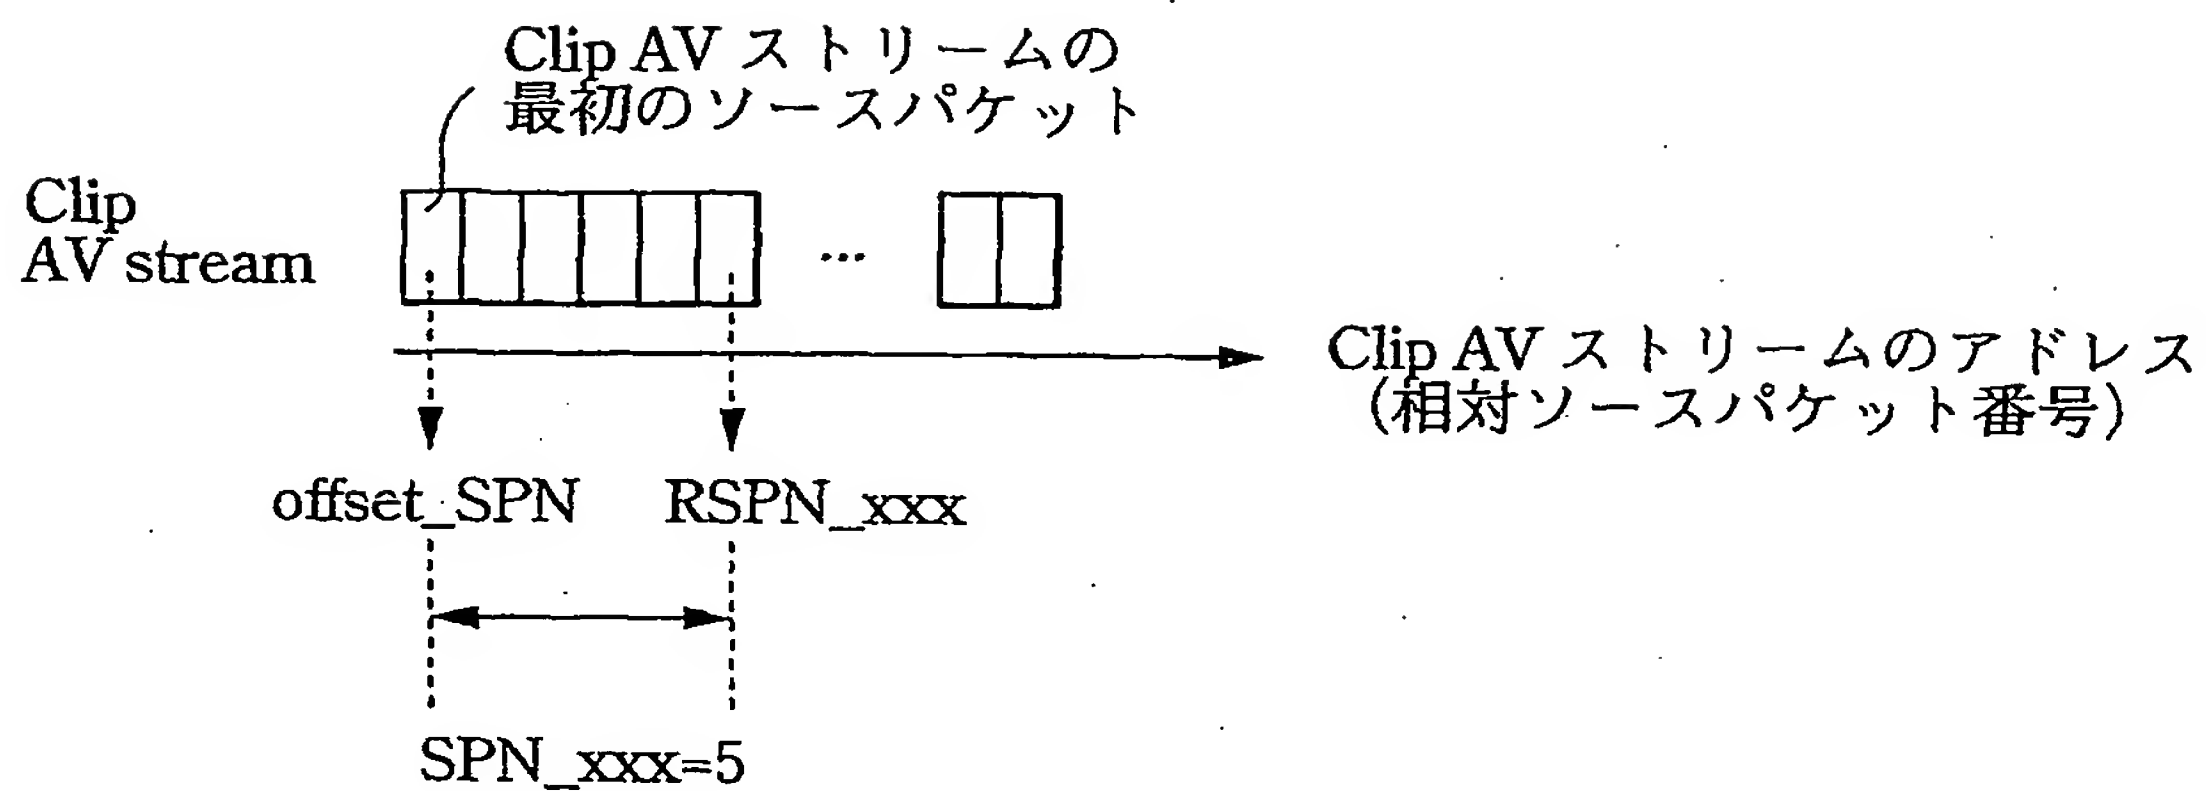 Clip AV ストリームの
最初のソースパケット
Clip
AV stream
...
Clip AV ストリームのアドレス
(相対ソースパケット番号)
offset_SPN
RSPN_xxx
SPN_xxx=5